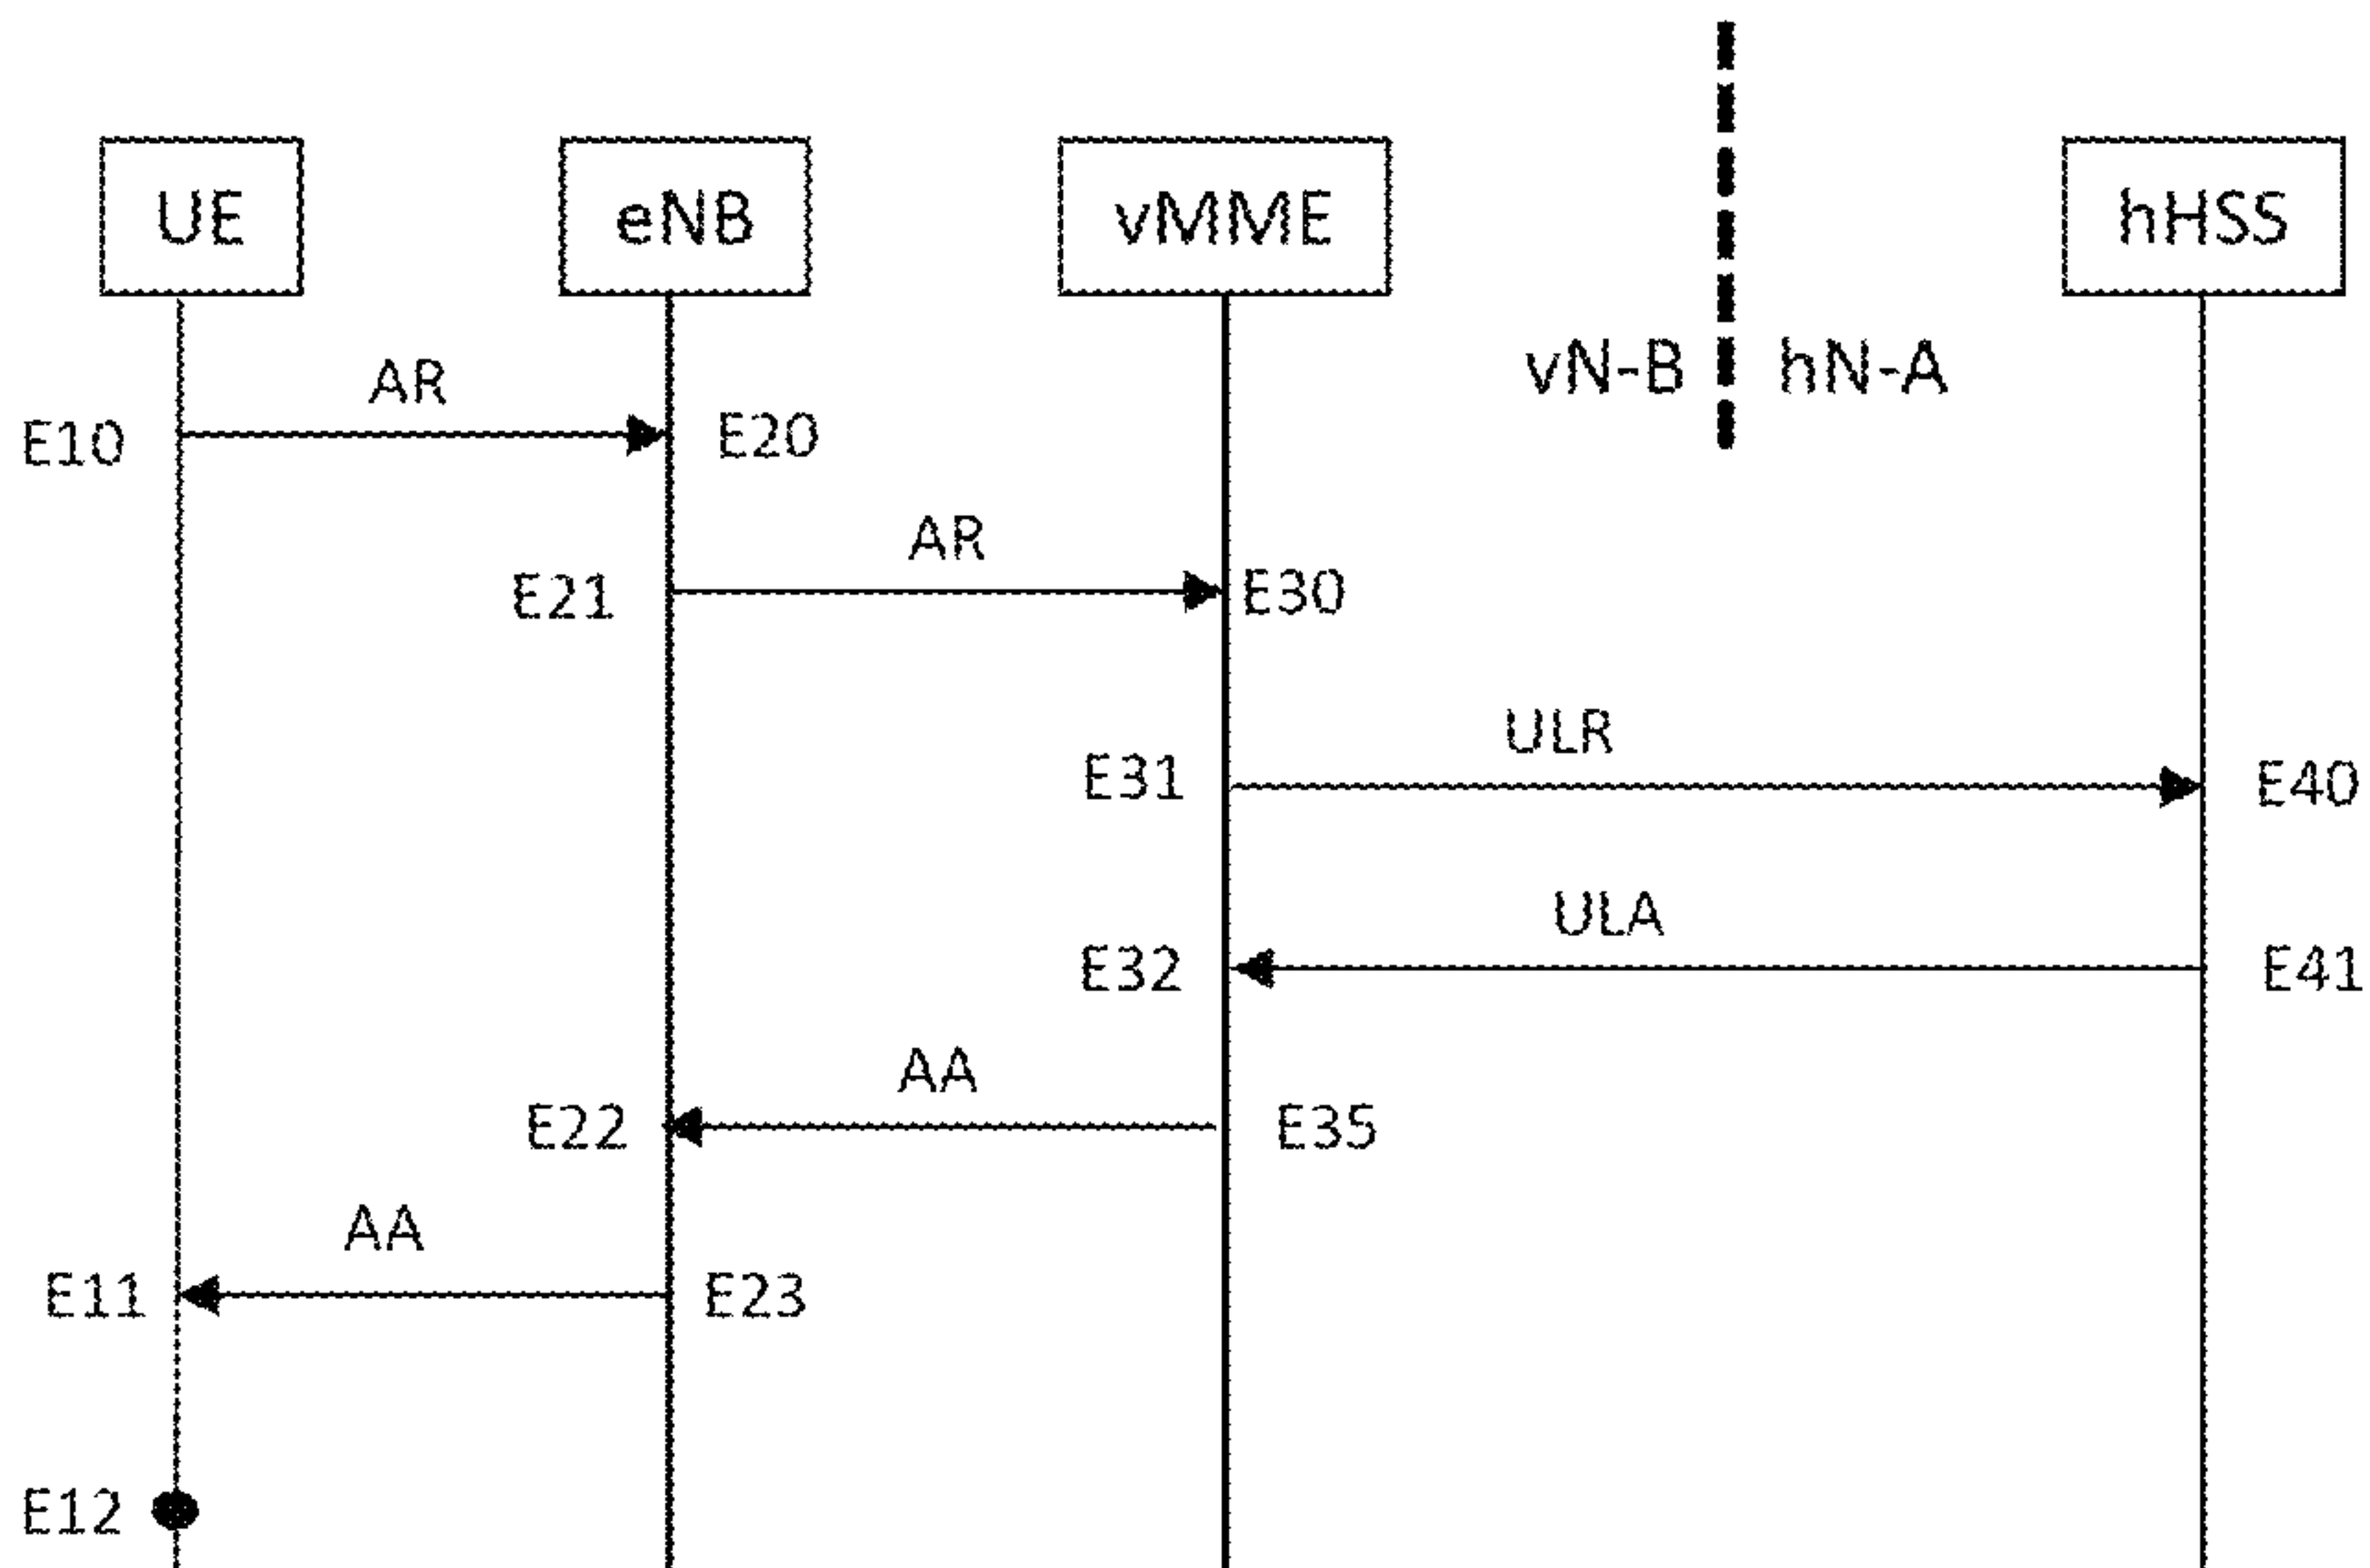 UE eNB vMME hHSS
vN-B hN-A
AR
E10 E20
AR
E21 E30
ULR
E31 E40
ULA
E32 E41
AA
E22 E35
AA
E11 E23
E12